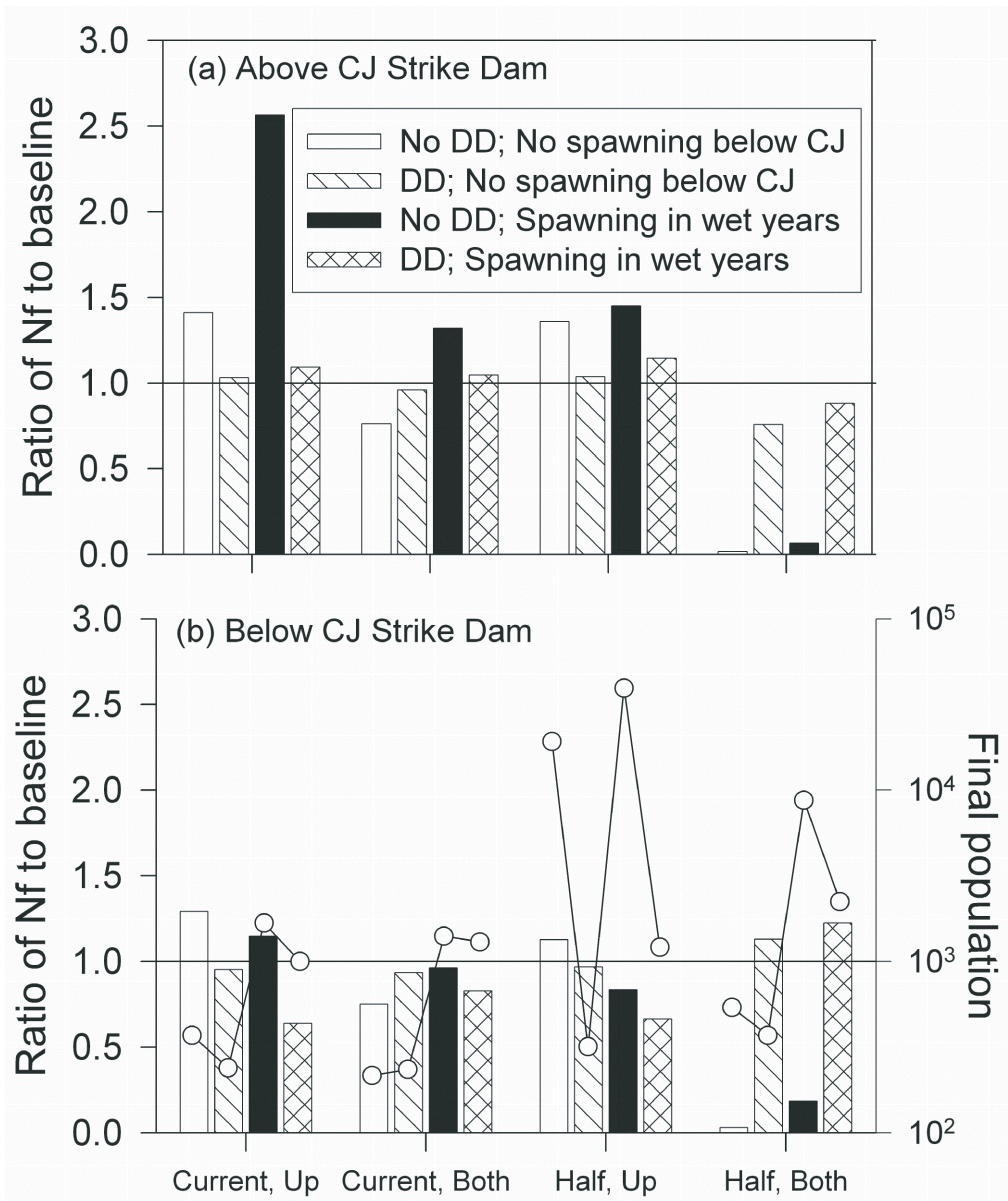 3.0
(a) Above CJ Strike Dam
2.5
No DD; No spawning below CJ
DD; No spawning below CJ
2.0
No DD; Spawning in wet years
DD; Spawning in wet years
1.5
1.0
0.5
0.0
Ratio of Nf to baseline
3.0
(b) Below CJ Strike Dam
10⁵
2.5
2.0
10⁴
1.5
1.0
10³
0.5
0.0
10²
Ratio of Nf to baseline
Final population
Current, Up
Current, Both
Half, Up
Half, Both